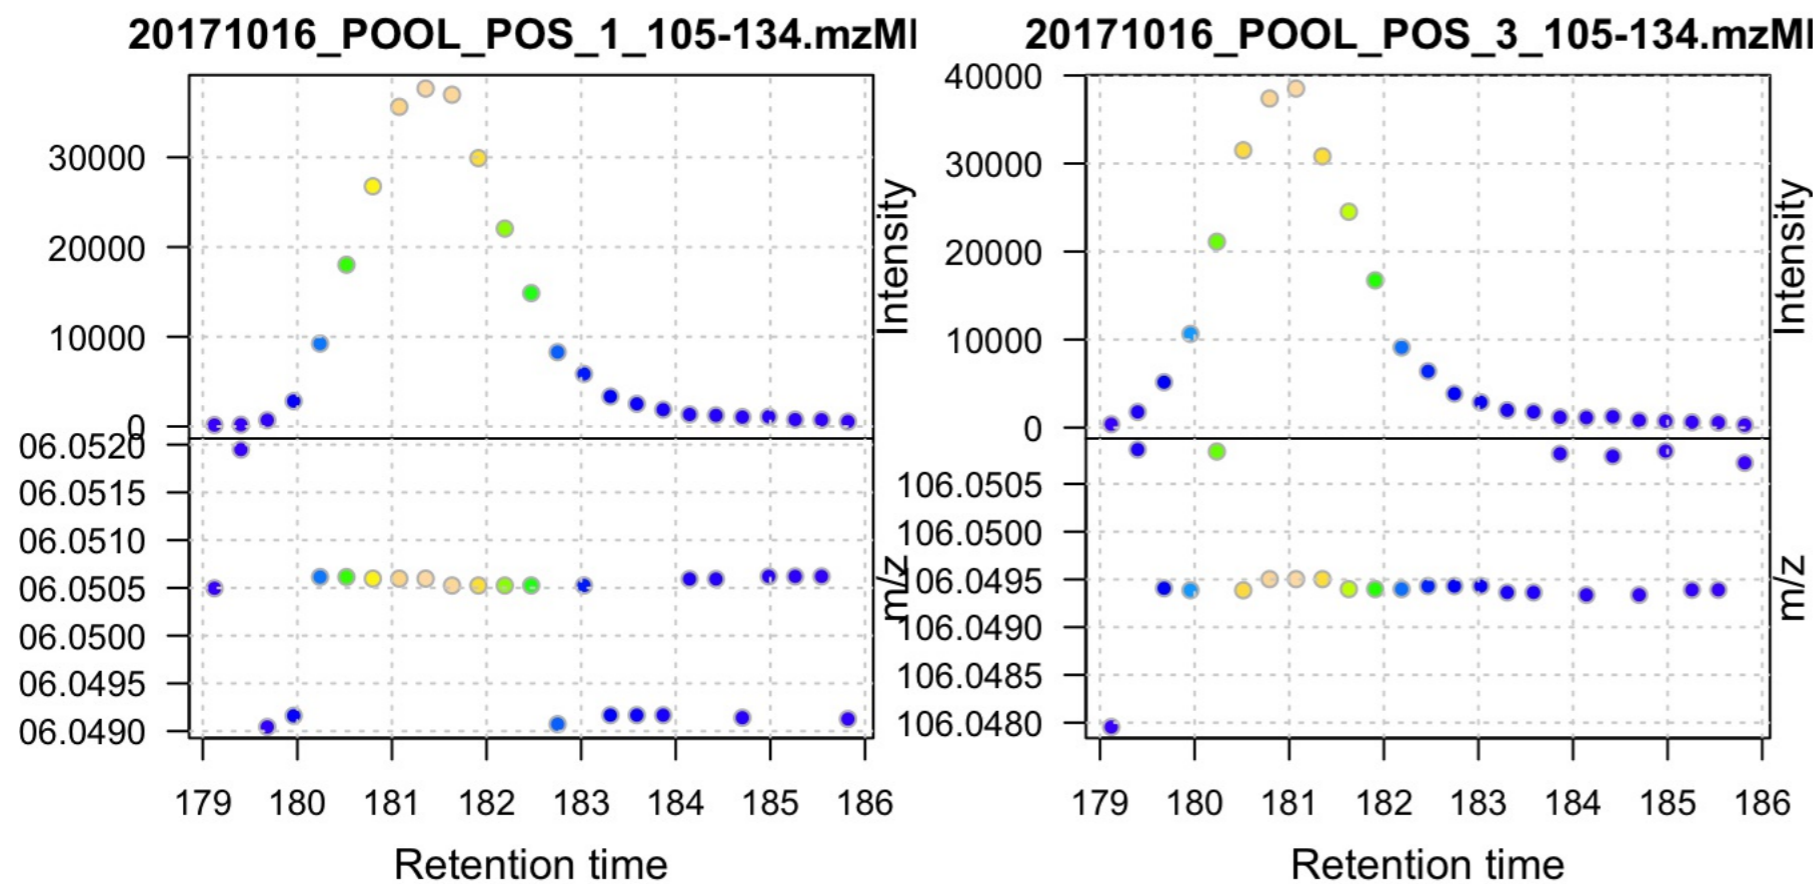 20171016_POOL_POS_1_105-134.mzMl
30000
20000
10000
0
Intensity
06.0520
06.0515
06.0510
06.0505
06.0500
06.0495
06.0490
m/z
179 180 181 182 183 184 185 186
Retention time
20171016_POOL_POS_3_105-134.mzMl
40000
30000
20000
10000
0
Intensity
106.0505
106.0500
106.0495
106.0490
106.0485
106.0480
m/z
179 180 181 182 183 184 185 186
Retention time